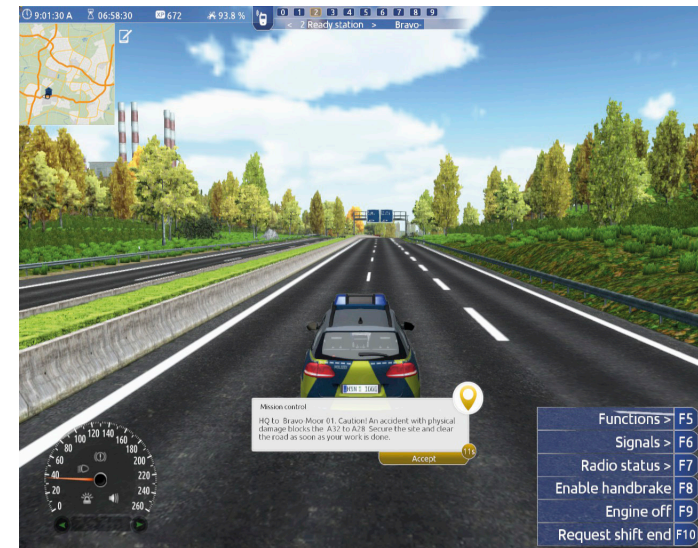 9:01:30 A 06:58:30 XP 672 93.8 % 0 1 2 3 4 5 6 7 8 9
< 2 Ready station > Bravo-
Mission control
HQ to Bravo-Moor 01. Caution! An accident with physical
damage blocks the A32 to A28. Secure the site and clear
the road as soon as your work is done.
11s
Accept
Functions > F5
Signals > F6
Radio status > F7
Enable handbrake F8
Engine off F9
Request shift end F10
0 20 40 60 80 100 120 140 160 180 200 220 240 260